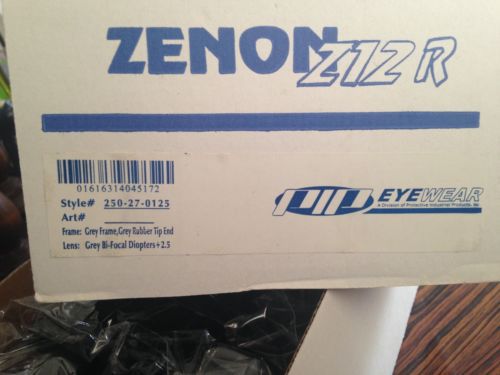 ZENON Z12 R
01616314045172
Style# 250-27-0125
Art#
Frame: Grey Frame,Grey Rubber Tip End
Lens: Grey Bi-Focal Diopters+2.5
PIP EYEWEAR
A Division of Protective Industrial Products, Inc.